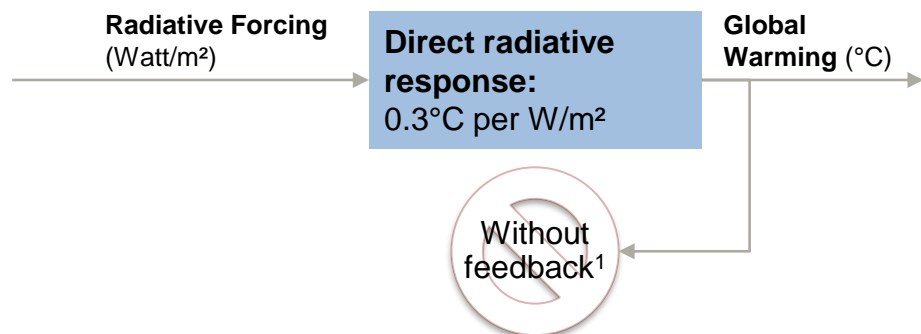 Radiative Forcing
(Watt/m²)
Direct radiative
response:
0.3°C per W/m²
Global
Warming (°C)
Without
feedback¹